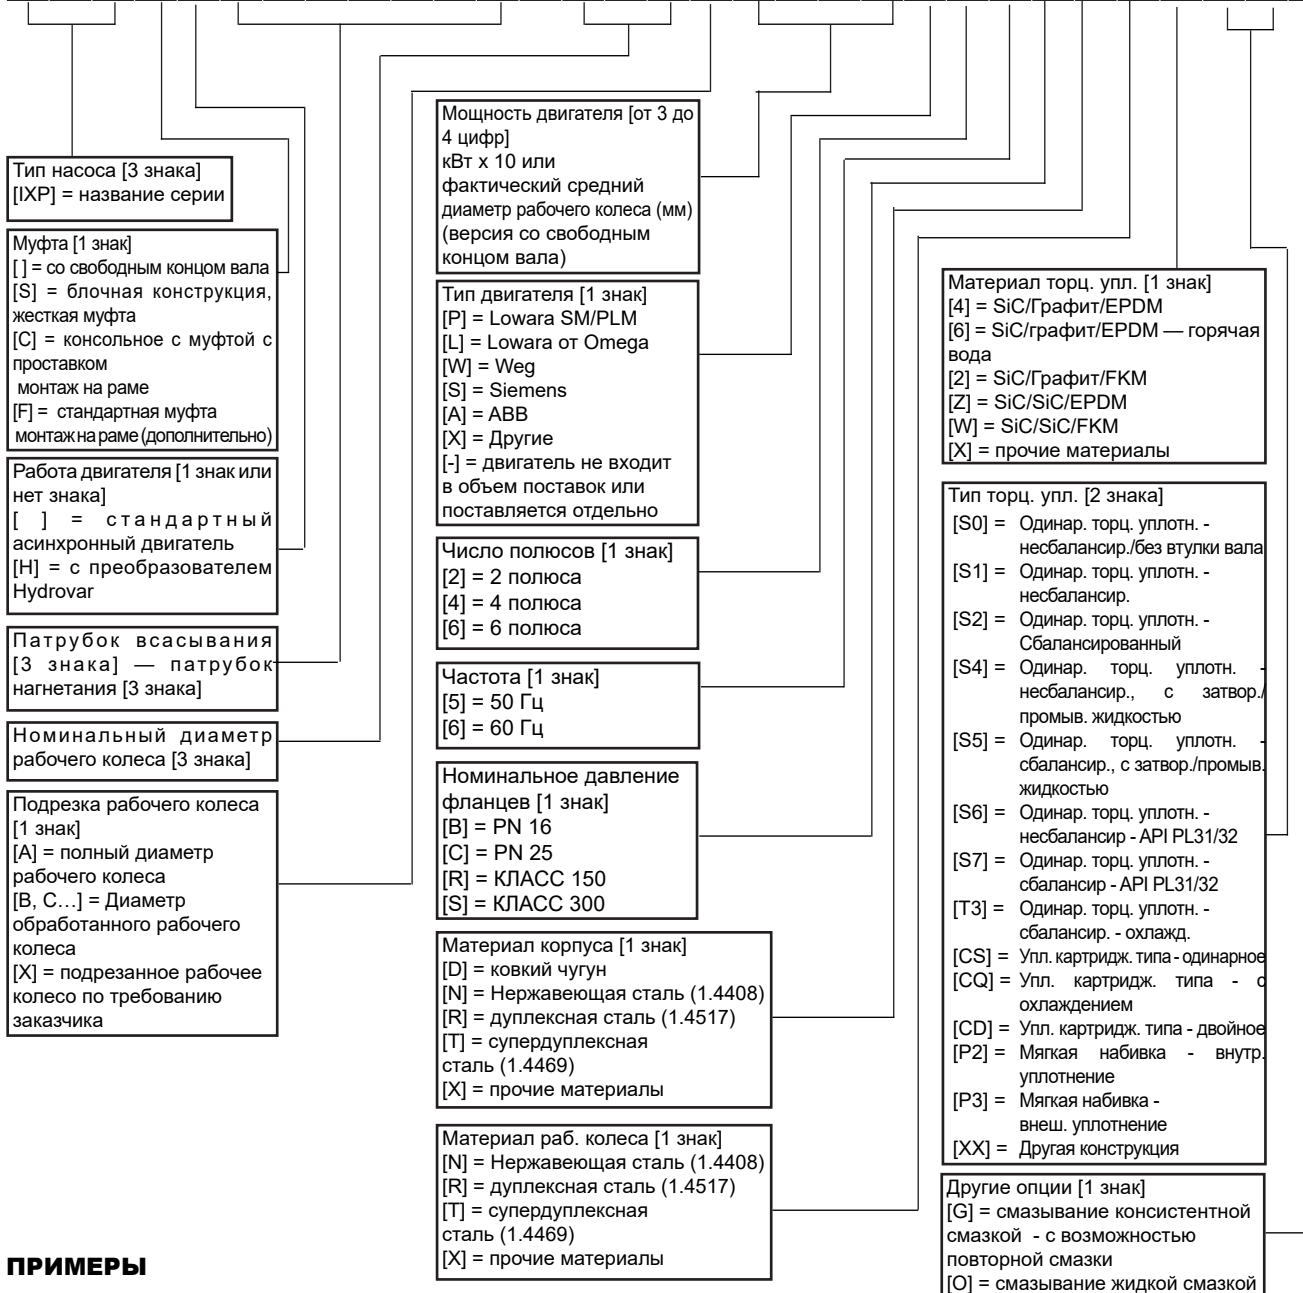 Тип насоса [3 знака]
[IXP] = название серии
Муфта [1 знак]
[ ] = со свободным концом вала
[S] = блочная конструкция,
жесткая муфта
[C] = консольное с муфтой с
проставком
монтаж на раме
[F] = стандартная муфта
монтаж на раме (дополнительно)
Работа двигателя [1 знак или
нет знака]
[ ] = стандартный
асинхронный двигатель
[H] = с преобразователем
Hydrovar
Патрубок всасывания
[3 знака] — патрубок
нагнетания [3 знака]
Номинальный диаметр
рабочего колеса [3 знака]
Подрезка рабочего колеса
[1 знак]
[A] = полный диаметр
рабочего колеса
[B, C…] = Диаметр
обработанного рабочего
колеса
[X] = подрезанное рабочее
колесо по требованию
заказчика
ПРИМЕРЫ
Мощность двигателя [от 3 до
4 цифр]
кВт x 10 или
фактический средний
диаметр рабочего колеса (мм)
(версия со свободным
концом вала)
Тип двигателя [1 знак]
[P] = Lowara SM/PLM
[L] = Lowara от Omega
[W] = Weg
[S] = Siemens
[A] = ABB
[X] = Другие
[-] = двигатель не входит
в объем поставок или
поставляется отдельно
Число полюсов [1 знак]
[2] = 2 полюса
[4] = 4 полюса
[6] = 6 полюса
Частота [1 знак]
[5] = 50 Гц
[6] = 60 Гц
Номинальное давление
фланцев [1 знак]
[B] = PN 16
[C] = PN 25
[R] = КЛАСС 150
[S] = КЛАСС 300
Материал корпуса [1 знак]
[D] = ковкий чугун
[N] = Нержавеющая сталь (1.4408)
[R] = дуплексная сталь (1.4517)
[T] = супердуплексная
сталь (1.4469)
[X] = прочие материалы
Материал раб. колеса [1 знак]
[N] = Нержавеющая сталь (1.4408)
[R] = дуплексная сталь (1.4517)
[T] = супердуплексная
сталь (1.4469)
[X] = прочие материалы
Материал торц. упл. [1 знак]
[4] = SiC/Графит/EPDM
[6] = SiC/графит/EPDM — горячая
вода
[2] = SiC/Графит/FKM
[Z] = SiC/SiC/EPDM
[W] = SiC/SiC/FKM
[X] = прочие материалы
Тип торц. упл. [2 знака]
[S0] = Одинар. торц. уплотн. -
несбалансир./без втулки вала
[S1] = Одинар. торц. уплотн. -
несбалансир.
[S2] = Одинар. торц. уплотн. -
Сбалансированный
[S4] = Одинар. торц. уплотн. -
несбалансир., с затвор./
промыв. жидкостью
[S5] = Одинар. торц. уплотн. -
сбалансир., с затвор./промыв.
жидкостью
[S6] = Одинар. торц. уплотн. -
несбалансир - API PL31/32
[S7] = Одинар. торц. уплотн. -
сбалансир - API PL31/32
[T3] = Одинар. торц. уплотн. -
сбалансир. - охлажд.
[CS] = Упл. картридж. типа - одинарное
[CQ] = Упл. картридж. типа - с
охлаждением
[CD] = Упл. картридж. типа - двойное
[P2] = Мягкая набивка - внутр.
уплотнение
[P3] = Мягкая набивка -
внеш. уплотнение
[XX] = Другая конструкция
Другие опции [1 знак]
[G] = смазывание консистентной
смазкой - с возможностью
повторной смазки
[O] = смазывание жидкой смазкой